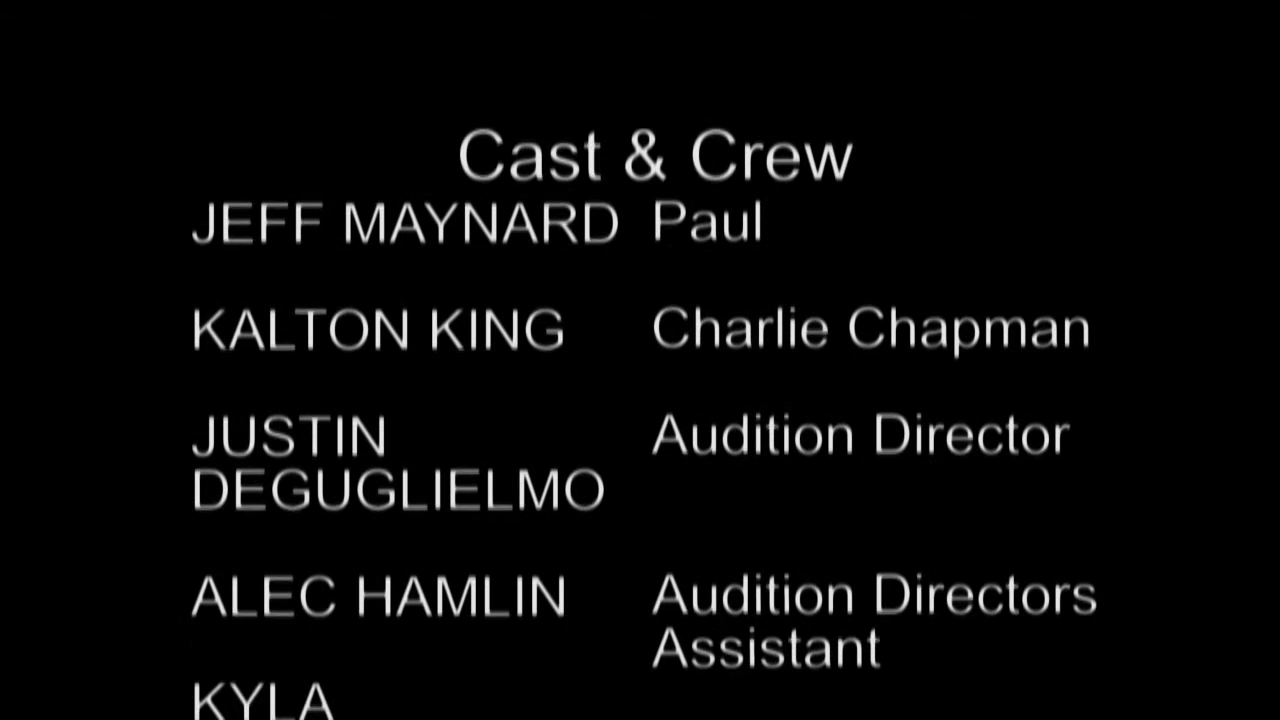 Cast & Crew
JEFF MAYNARD Paul
KALTON KING Charlie Chapman
JUSTIN Audition Director
DEGUGLIELMO
ALEC HAMLIN Audition Directors
Assistant
KYLA